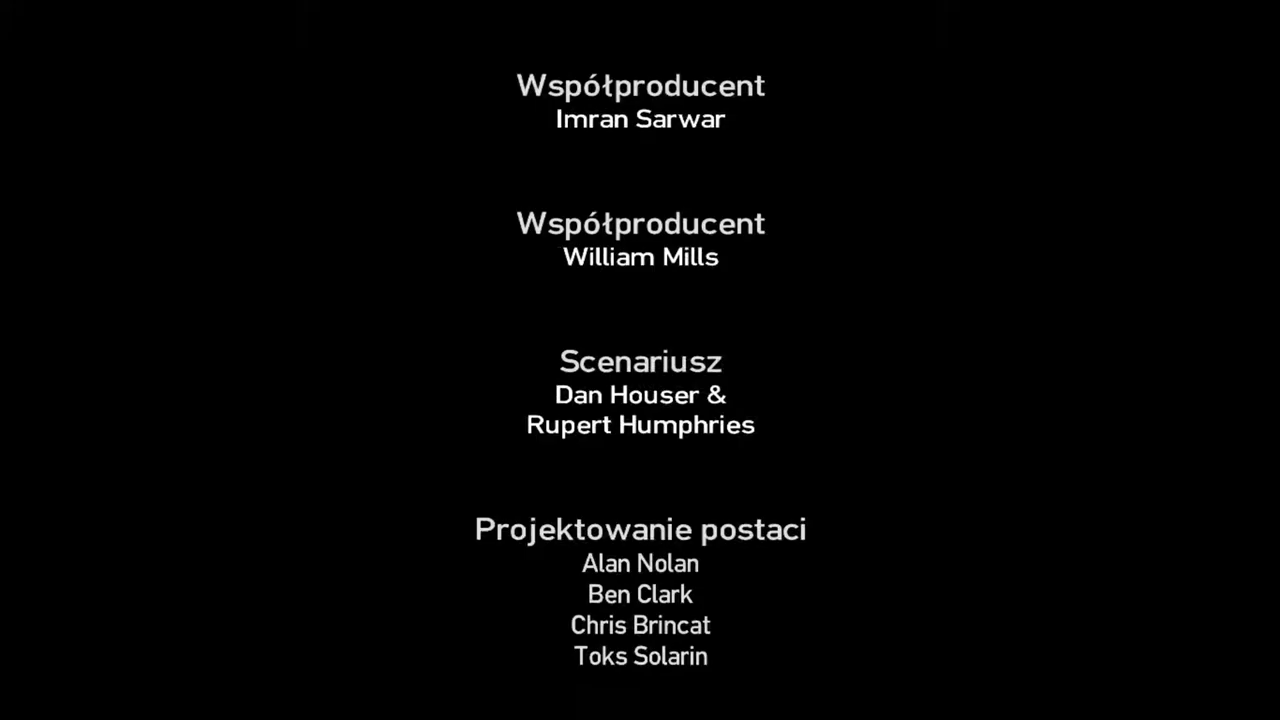 Współproducent
Imran Sarwar
Współproducent
William Mills
Scenariusz
Dan Houser &
Rupert Humphries
Projektowanie postaci
Alan Nolan
Ben Clark
Chris Brincat
Toks Solarin